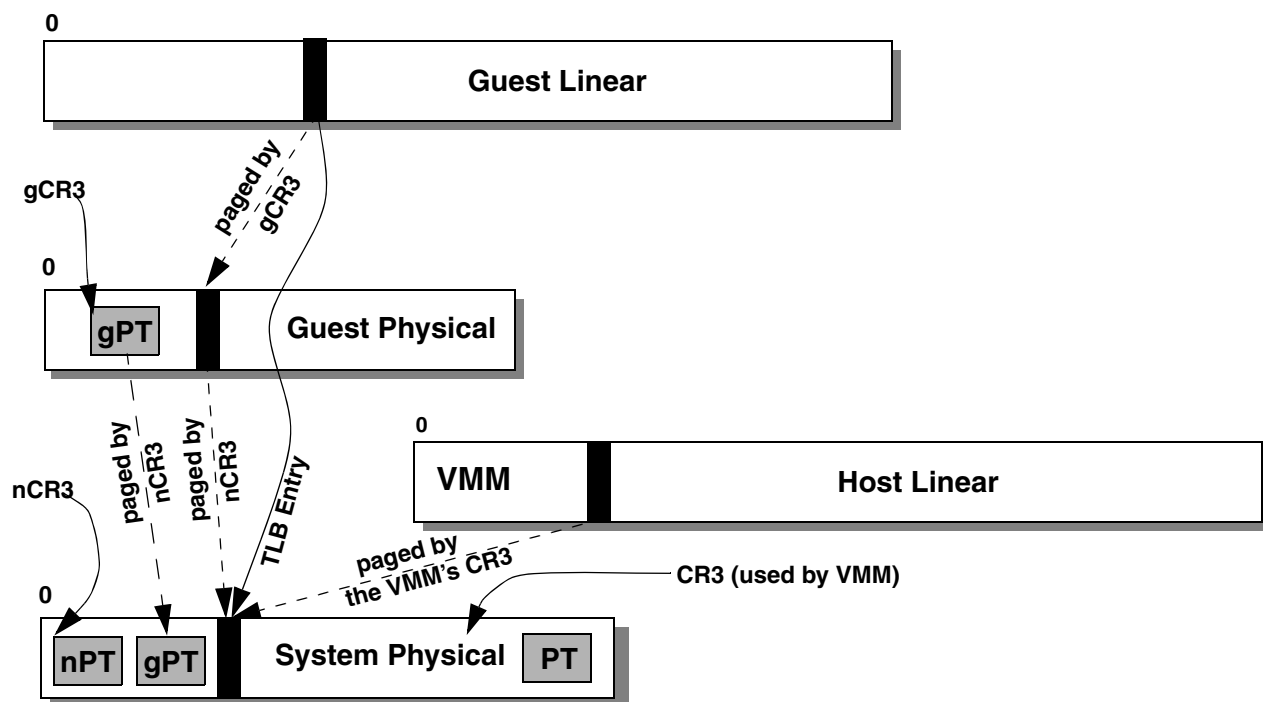 0
Guest Linear
paged by
gCR3
gCR3
0
gPT
Guest Physical
0
VMM
Host Linear
paged by
nCR3
paged by
nCR3
nCR3
TLB Entry
paged by
the VMM's CR3
CR3 (used by VMM)
0
nPT
gPT
System Physical
PT